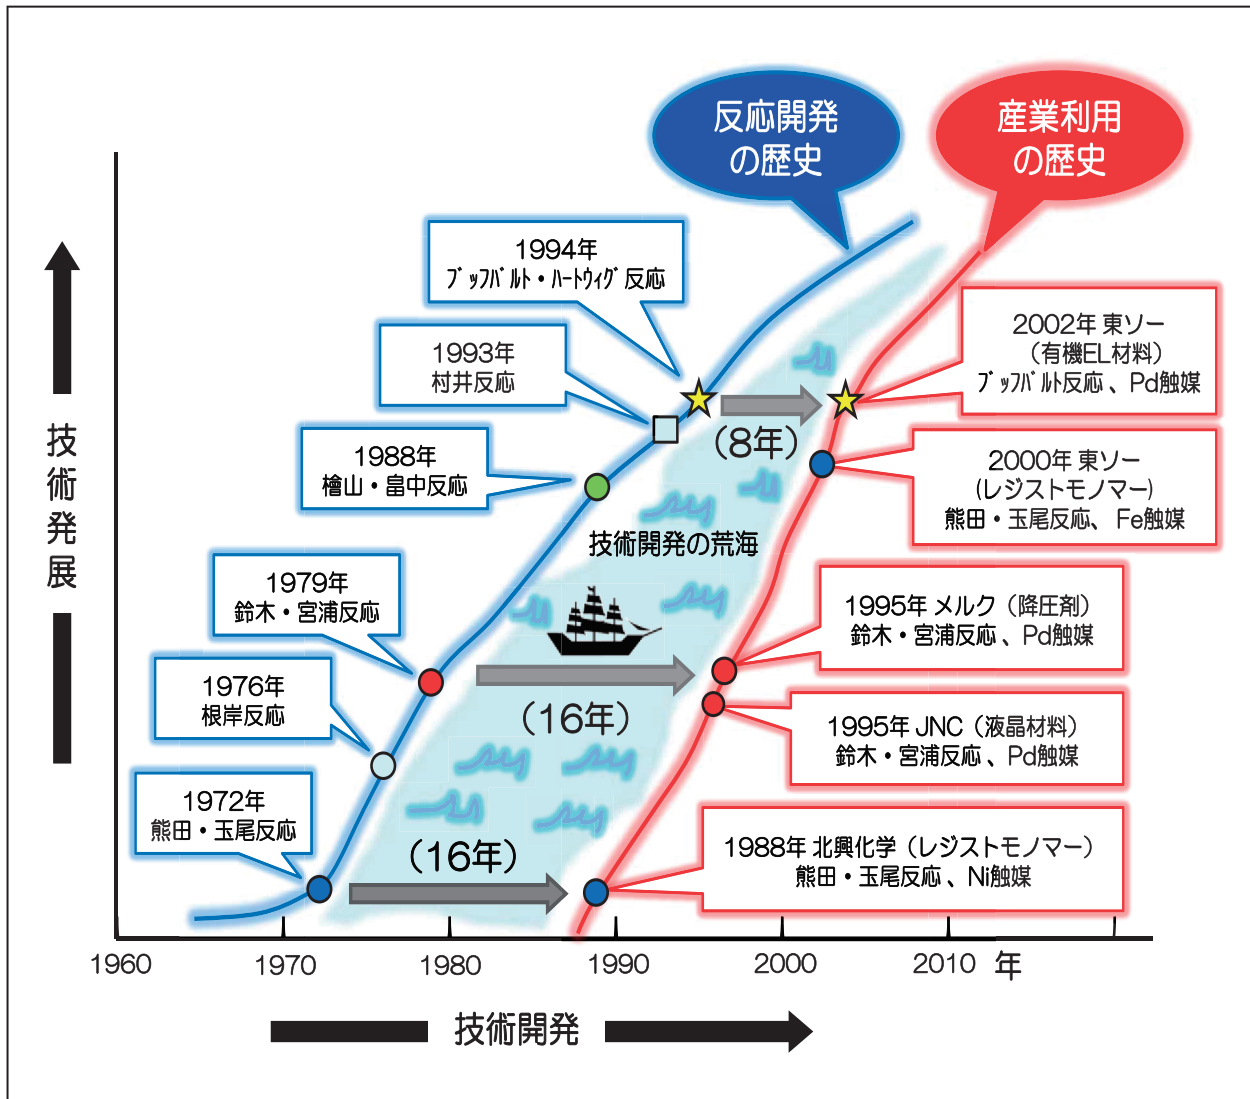 反応開発
の歴史
産業利用
の歴史
1994年
ﾌﾞｯﾌﾊﾞﾙﾄ・ﾊｰﾄｳｨｸﾞ反応
1993年
村井反応
1988年
檜山・畠中反応
1979年
鈴木・宮浦反応
1976年
根岸反応
1972年
熊田・玉尾反応
2002年 東ソー
（有機EL材料）
ﾌﾞｯﾌﾊﾞﾙﾄ反応、Pd触媒
2000年 東ソー
(レジストモノマー)
熊田・玉尾反応、Fe触媒
1995年 メルク（降圧剤）
鈴木・宮浦反応、Pd触媒
1995年 JNC（液晶材料）
鈴木・宮浦反応、Pd触媒
1988年 北興化学（レジストモノマー）
熊田・玉尾反応、Ni触媒
（8年）
技術開発の荒海
（16年）
（16年）
技術発展
1960 1970 1980 1990 2000 2010 年
技術開発